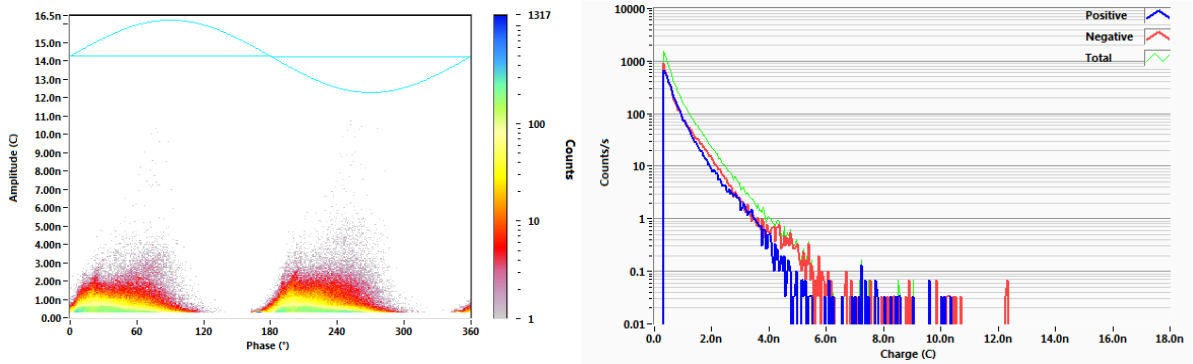 16.5n
15.0n
14.0n
13.0n
12.0n
11.0n
10.0n
9.00n
8.00n
7.00n
6.00n
5.00n
4.00n
3.00n
2.00n
1.00n
0.00
Amplitude (C)
0
60
120
180
240
300
360
Phase (°)
1317
100
10
1
Counts
10000
1000
100
10
1
0.1
0.01
Counts/s
0.0
2.0n
4.0n
6.0n
8.0n
10.0n
12.0n
14.0n
16.0n
18.0n
Charge (C)
Positive
Negative
Total